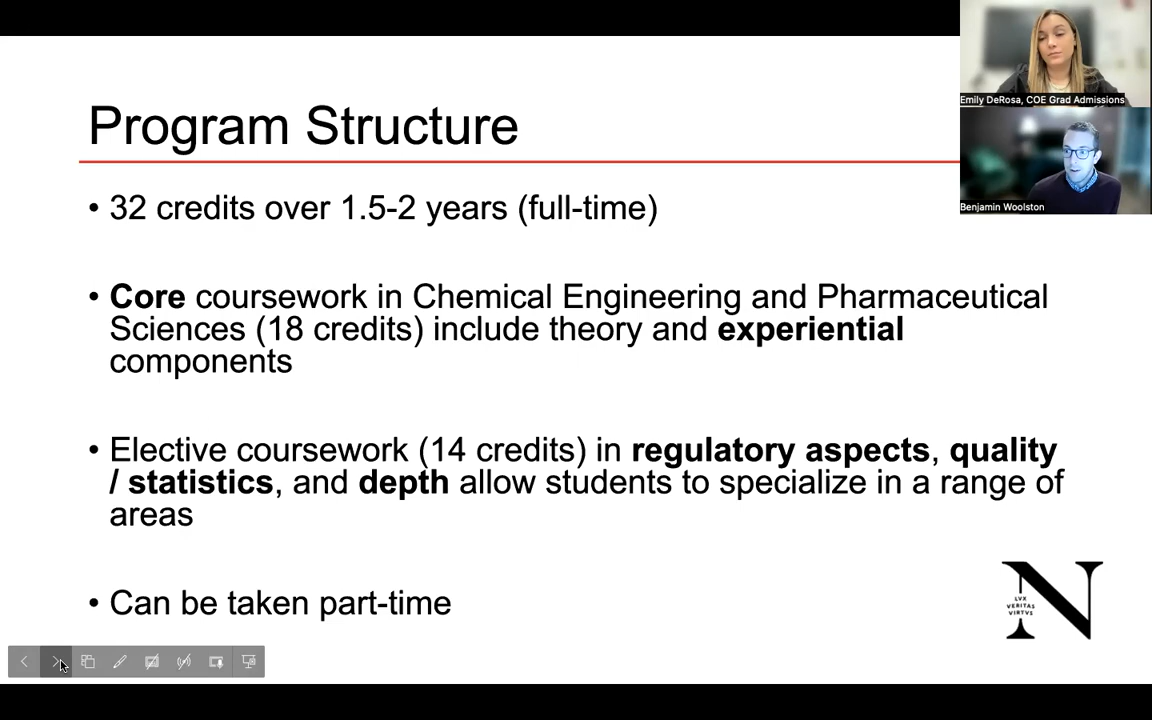 Program Structure
• 32 credits over 1.5-2 years (full-time)
• Core coursework in Chemical Engineering and Pharmaceutical
Sciences (18 credits) include theory and experiential
components
• Elective coursework (14 credits) in regulatory aspects, quality
/ statistics, and depth allow students to specialize in a range of
areas
• Can be taken part-time
Emily DeRosa, COE Grad Admissions
Benjamin Woolston
N
LVX
VERITAS
VIRTVS